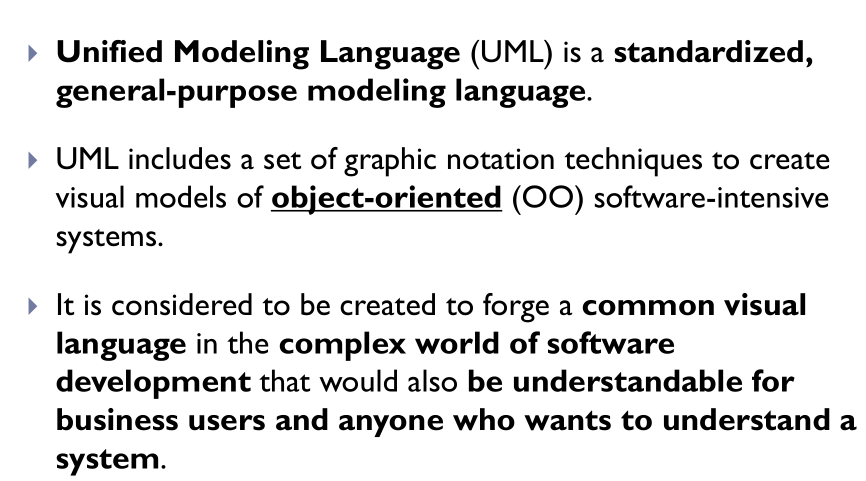 Unified Modeling Language (UML) is a standardized,
general-purpose modeling language.
UML includes a set of graphic notation techniques to create
visual models of object-oriented (OO) software-intensive
systems.
It is considered to be created to forge a common visual
language in the complex world of software
development that would also be understandable for
business users and anyone who wants to understand a
system.